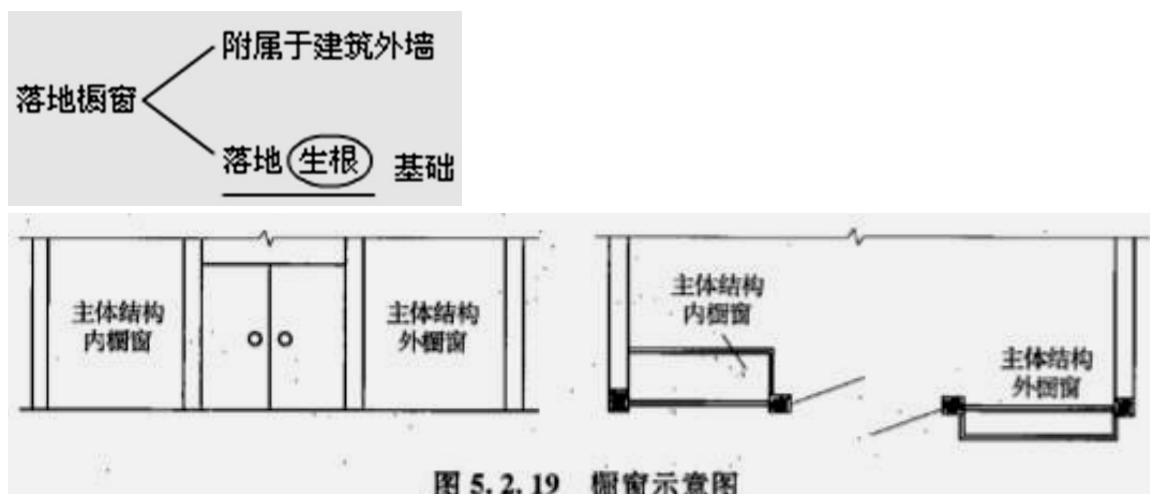 附属于建筑外墙
落地橱窗
落地 生根 基础
主体结构
内橱窗
主体结构
外橱窗
主体结构
内橱窗
主体结构
外橱窗
图 5.2.19 橱窗示意图